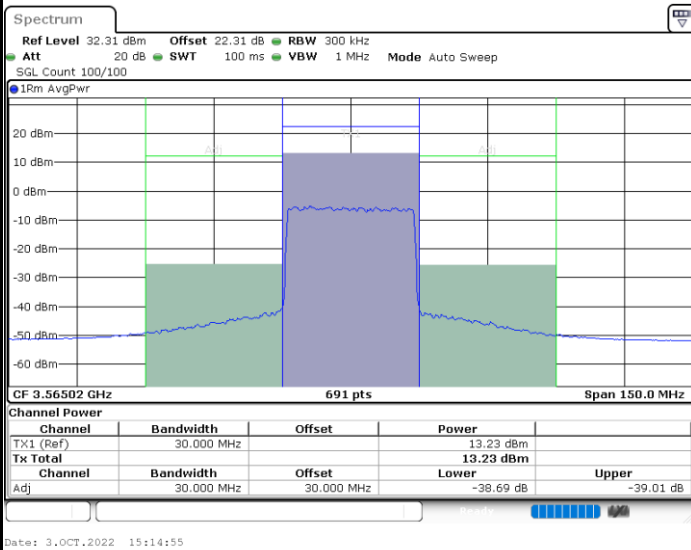 Spectrum
Ref Level 32.31 dBm Offset 22.31 dB RBW 300 kHz
Att 20 dB SWT 100 ms VBW 1 MHz Mode Auto Sweep
SGL Count 100/100
1Rm AvgPwr
20 dBm
Adj Adj
10 dBm
0 dBm
-10 dBm
-20 dBm
-30 dBm
-40 dBm
-50 dBm
-60 dBm
CF 3.56502 GHz 691 pts Span 150.0 MHz
Channel Power
Channel Bandwidth Offset Power
TX1 (Ref) 30.000 MHz 13.23 dBm
Tx Total 13.23 dBm
Channel Bandwidth Offset Lower Upper
Adj 30.000 MHz 30.000 MHz -38.69 dB -39.01 dB
Ready
Date: 3.OCT.2022 15:14:55